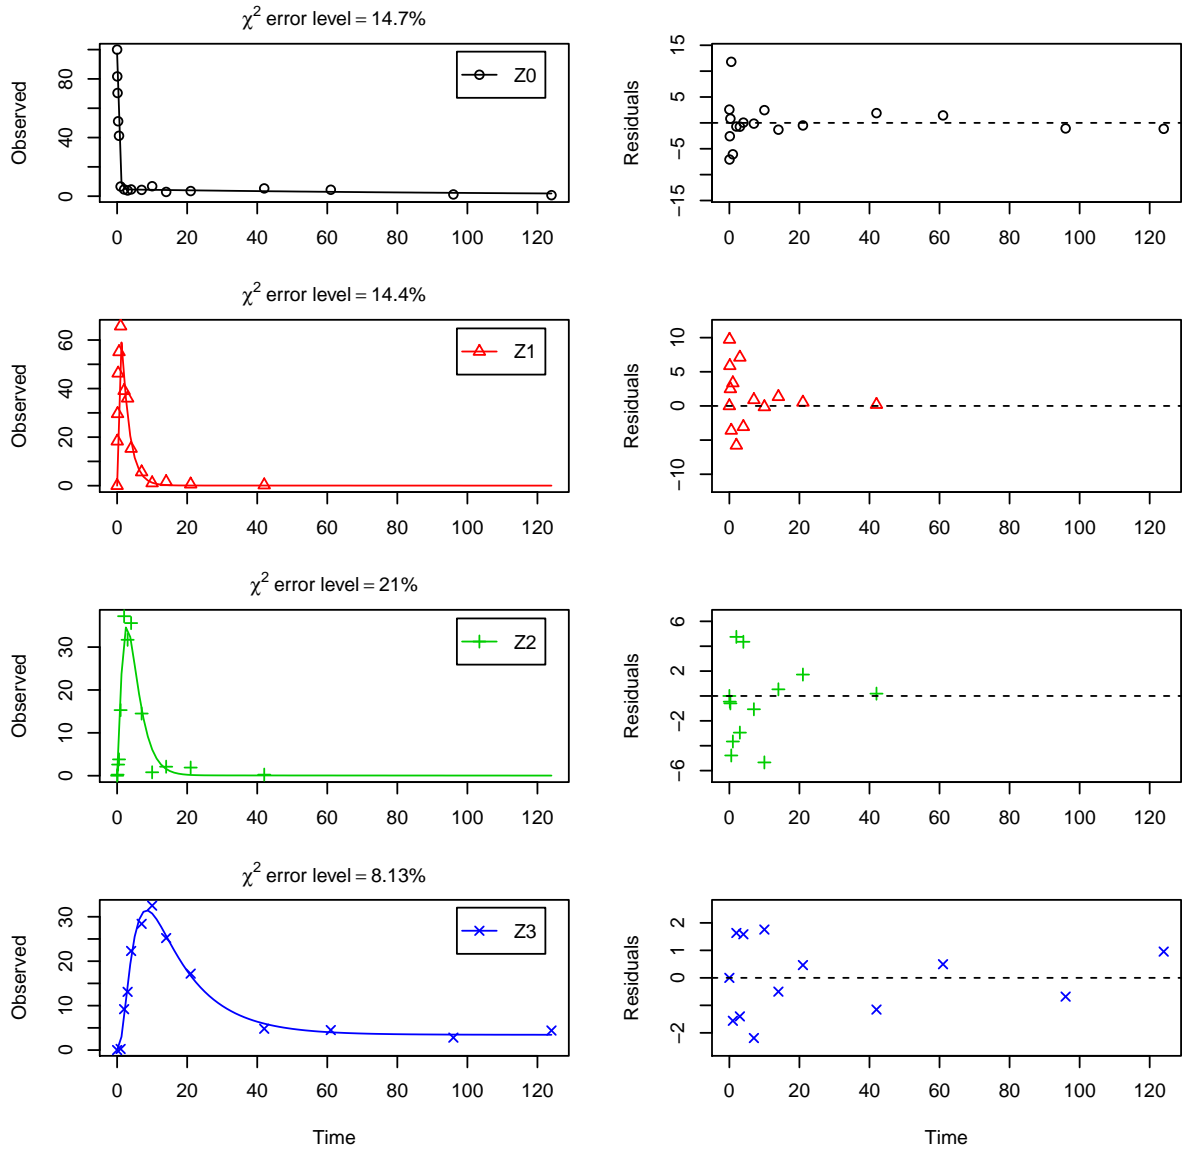 χ2 error level = 14.7%
Observed
0 40 80
Z0
0 20 40 60 80 100 120
Residuals
−15 −5 5 15
0 20 40 60 80 100 120
χ2 error level = 14.4%
Observed
0 20 40 60
Z1
0 20 40 60 80 100 120
Residuals
−10 0 5 10
0 20 40 60 80 100 120
χ2 error level = 21%
Observed
0 10 20 30
Z2
0 20 40 60 80 100 120
Residuals
−6 −2 2 6
0 20 40 60 80 100 120
χ2 error level = 8.13%
Observed
0 10 20 30
Z3
0 20 40 60 80 100 120
Time
Residuals
−2 0 1 2
0 20 40 60 80 100 120
Time